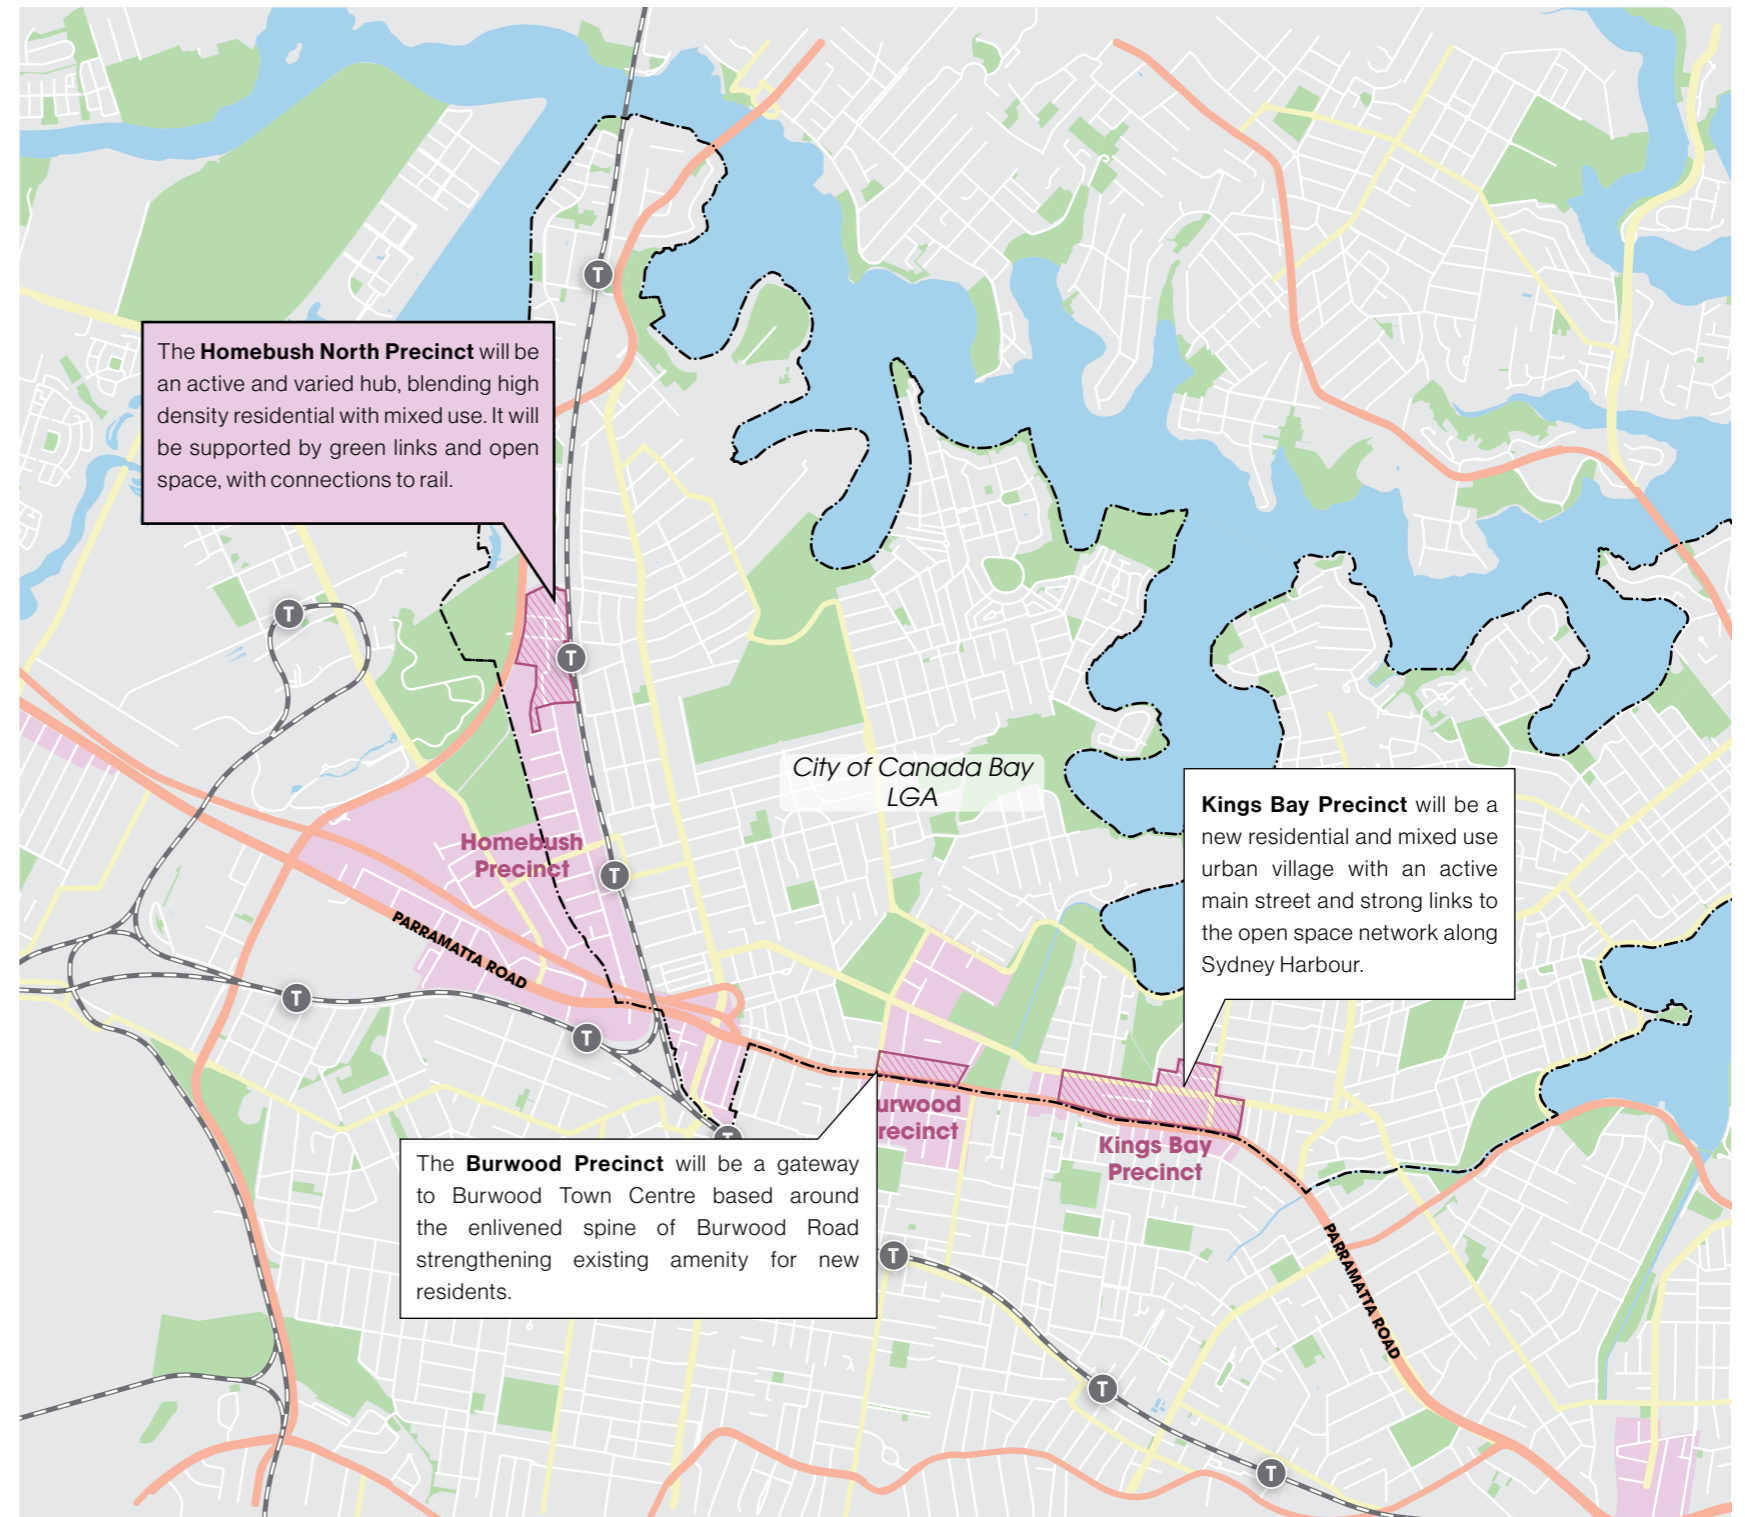 T
The Homebush North Precinct will be
an active and varied hub, blending high
density residential with mixed use. It will
be supported by green links and open
space, with connections to rail.
T
T
City of Canada Bay
LGA
Kings Bay Precinct will be a
new residential and mixed use
urban village with an active
main street and strong links to
the open space network along
Sydney Harbour.
Homebush
Precinct
T
PARRAMATTA ROAD
T
T
urwood
recinct
Kings Bay
Precinct
T
The Burwood Precinct will be a gateway
to Burwood Town Centre based around
the enlivened spine of Burwood Road
strengthening existing amenity for new
residents.
T
PARRAMATTA ROAD
T
T